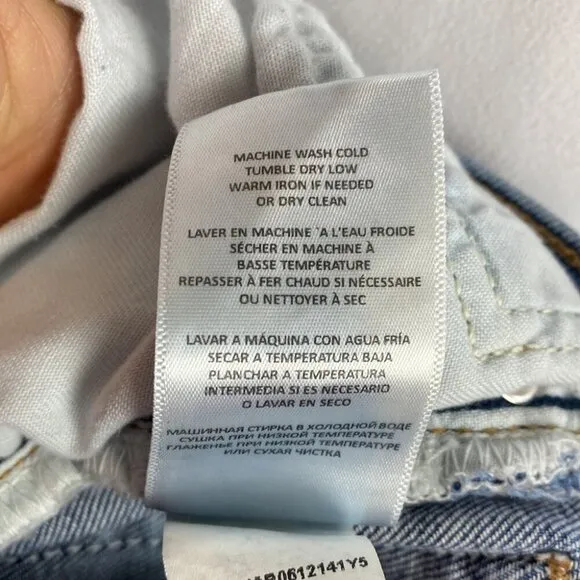 MACHINE WASH COLD
TUMBLE DRY LOW
WARM IRON IF NEEDED
OR DRY CLEAN
LAVER EN MACHINE `A L'EAU FROIDE
SÉCHER EN MACHINE À
BASSE TEMPÉRATURE
REPASSER À FER CHAUD SI NÉCESSAIRE
OU NETTOYER À SEC
LAVAR A MÁQUINA CON AGUA FRÍA
SECAR A TEMPERATURA BAJA
PLANCHAR A TEMPERATURA
INTERMEDIA SI ES NECESARIO
O LAVAR EN SECO
МАШИННАЯ СТИРКА В ХОЛОДНОЙ ВОДЕ
СУШКА ПРИ НИЗКОЙ ТЕМПЕРАТУРЕ
ГЛАЖЕНЬЕ ПРИ НИЗКОЙ ТЕМПЕРАТУРЕ
ИЛИ СУХАЯ ЧИСТКА